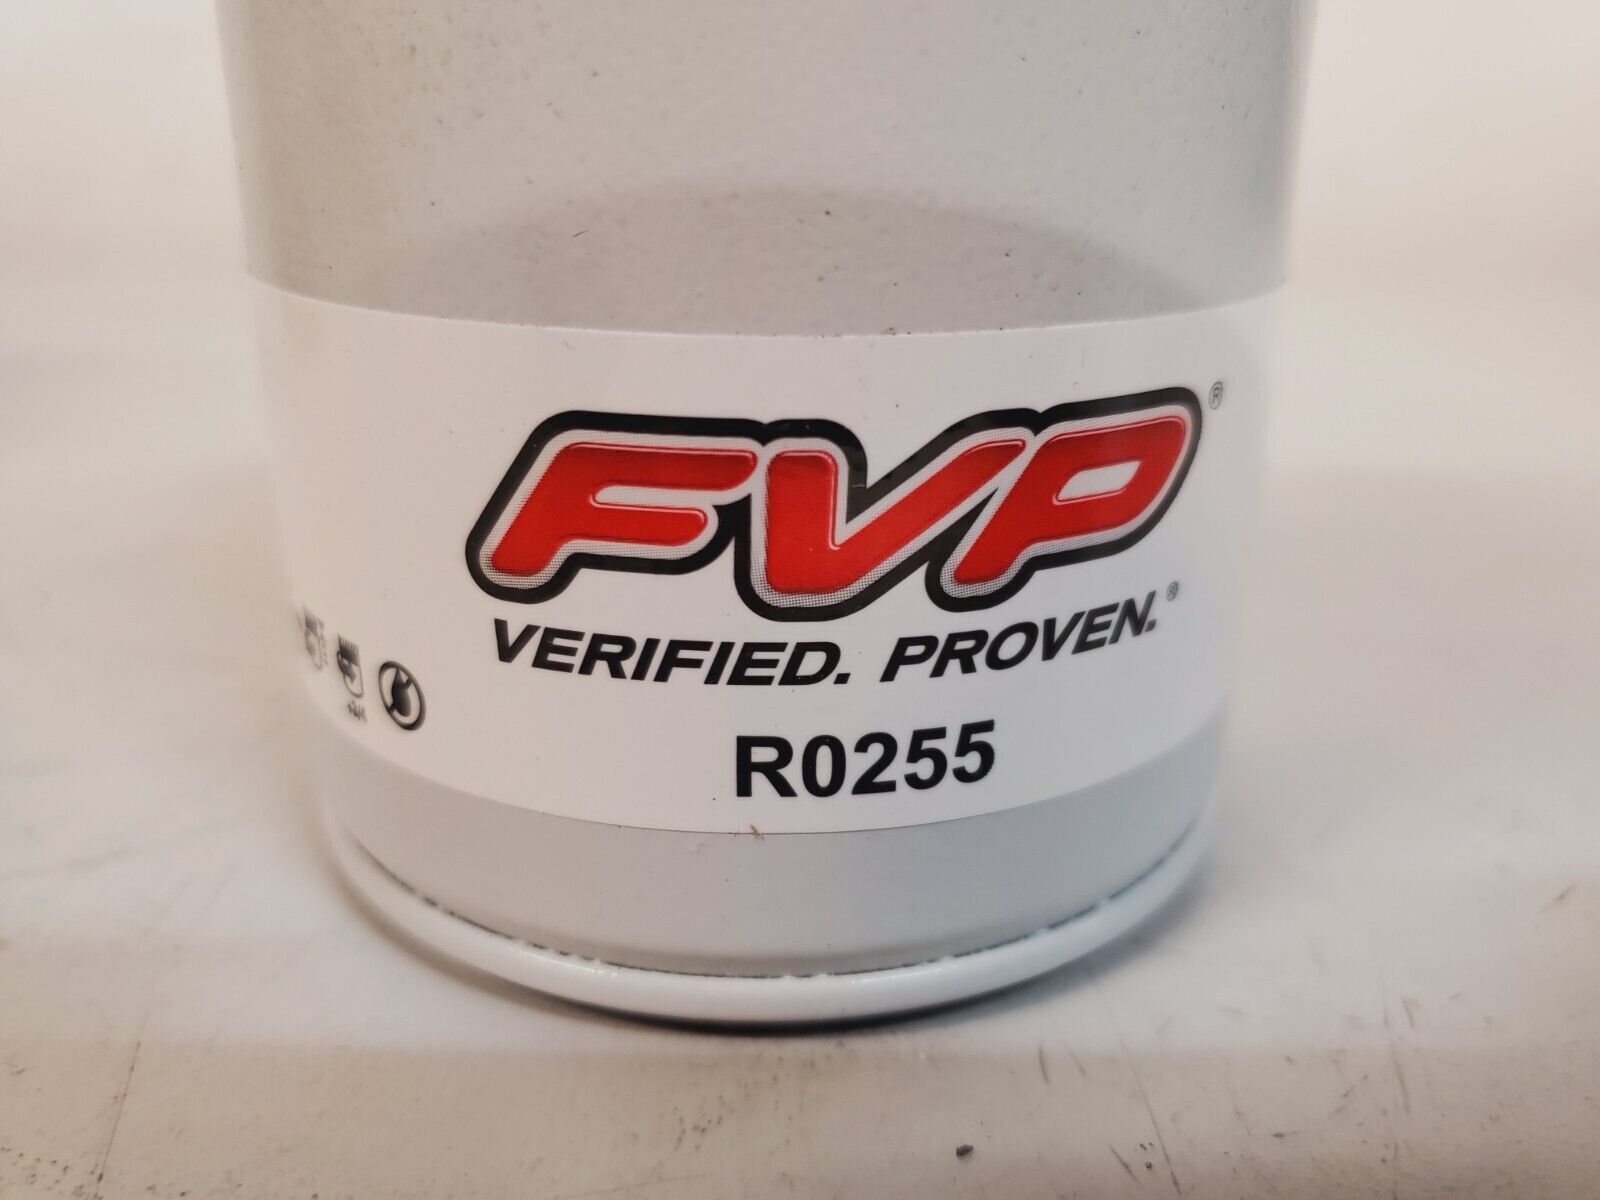 FVP®
VERIFIED. PROVEN.®
R0255